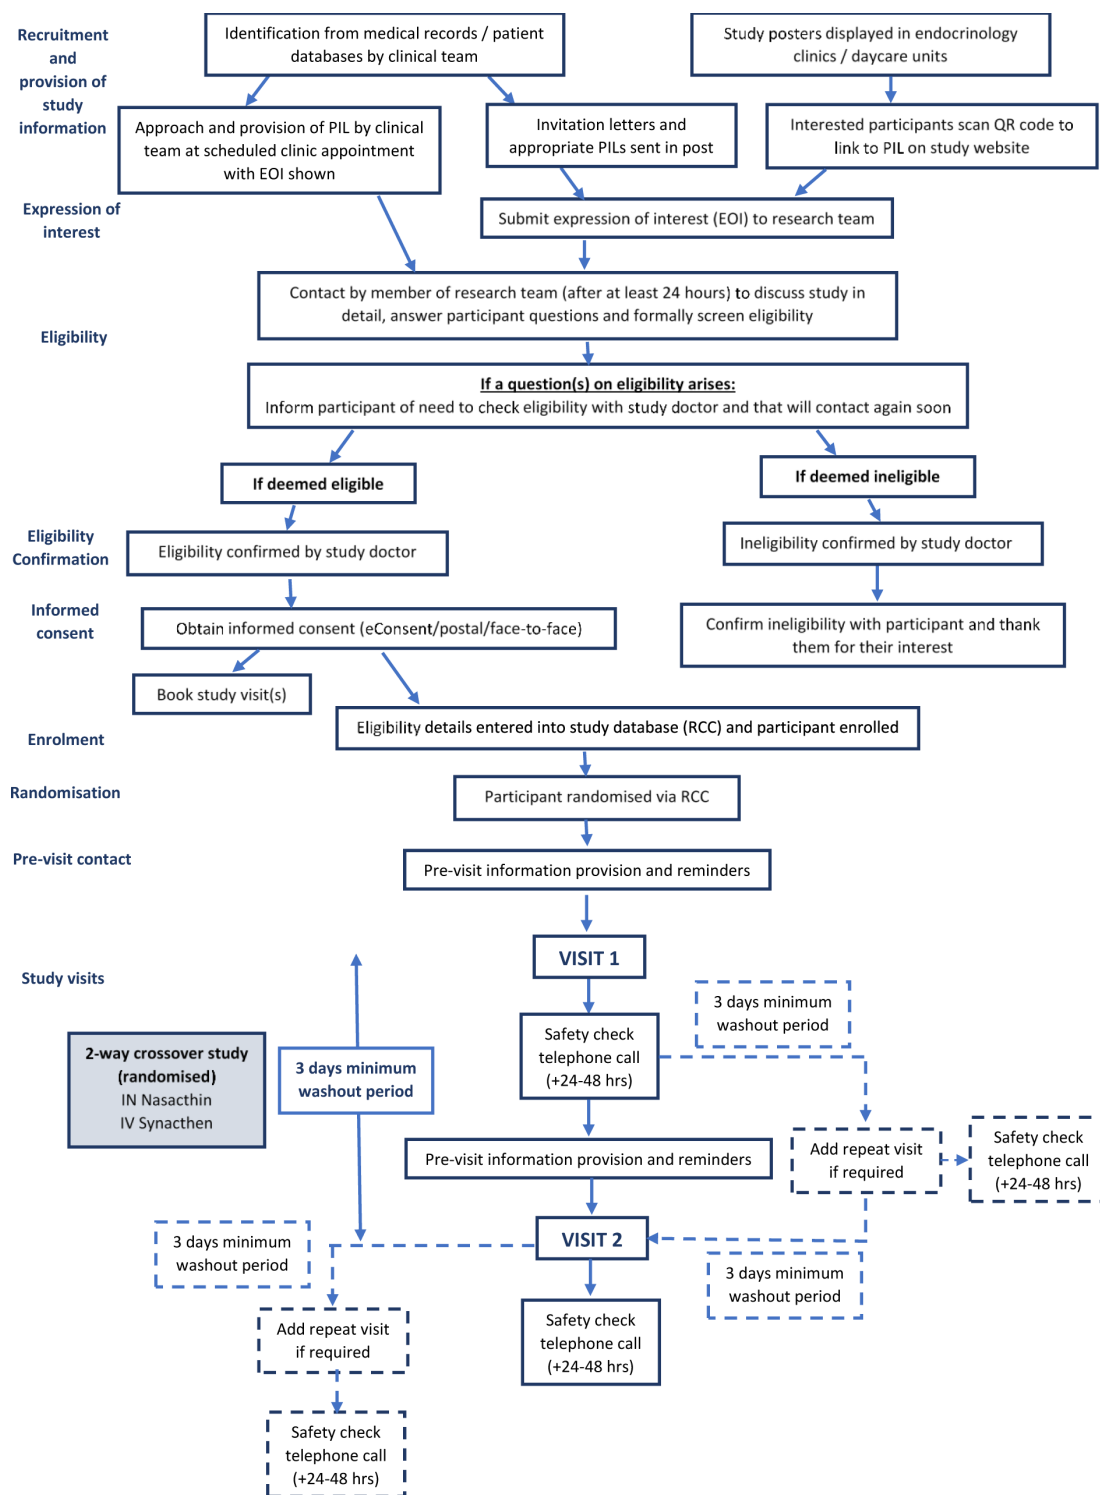 Recruitment
and
provision of
study
information
Identification from medical records / patient
databases by clinical team
Study posters displayed in endocrinology
clinics / daycare units
Approach and provision of PIL by clinical
team at scheduled clinic appointment
with EOI shown
Invitation letters and
appropriate PILs sent in post
Interested participants scan QR code to
link to PIL on study website
Expression of
interest
Submit expression of interest (EOI) to research team
Contact by member of research team (after at least 24 hours) to discuss study in
detail, answer participant questions and formally screen eligibility
Eligibility
If a question(s) on eligibility arises:
Inform participant of need to check eligibility with study doctor and that will contact again soon
If deemed eligible
If deemed ineligible
Eligibility
Confirmation
Eligibility confirmed by study doctor
Ineligibility confirmed by study doctor
Informed
consent
Obtain informed consent (eConsent/postal/face-to-face)
Confirm ineligibility with participant and thank
them for their interest
Book study visit(s)
Enrolment
Eligibility details entered into study database (RCC) and participant enrolled
Randomisation
Participant randomised via RCC
Pre-visit contact
Pre-visit information provision and reminders
Study visits
VISIT 1
3 days minimum
washout period
2-way crossover study
(randomised)
IN Nasacthin
IV Synacthen
3 days minimum
washout period
Safety check
telephone call
(+24-48 hrs)
Pre-visit information provision and reminders
Add repeat visit
if required
Safety check
telephone call
(+24-48 hrs)
3 days minimum
washout period
VISIT 2
3 days minimum
washout period
Add repeat visit
if required
Safety check
telephone call
(+24-48 hrs)
Safety check
telephone call
(+24-48 hrs)